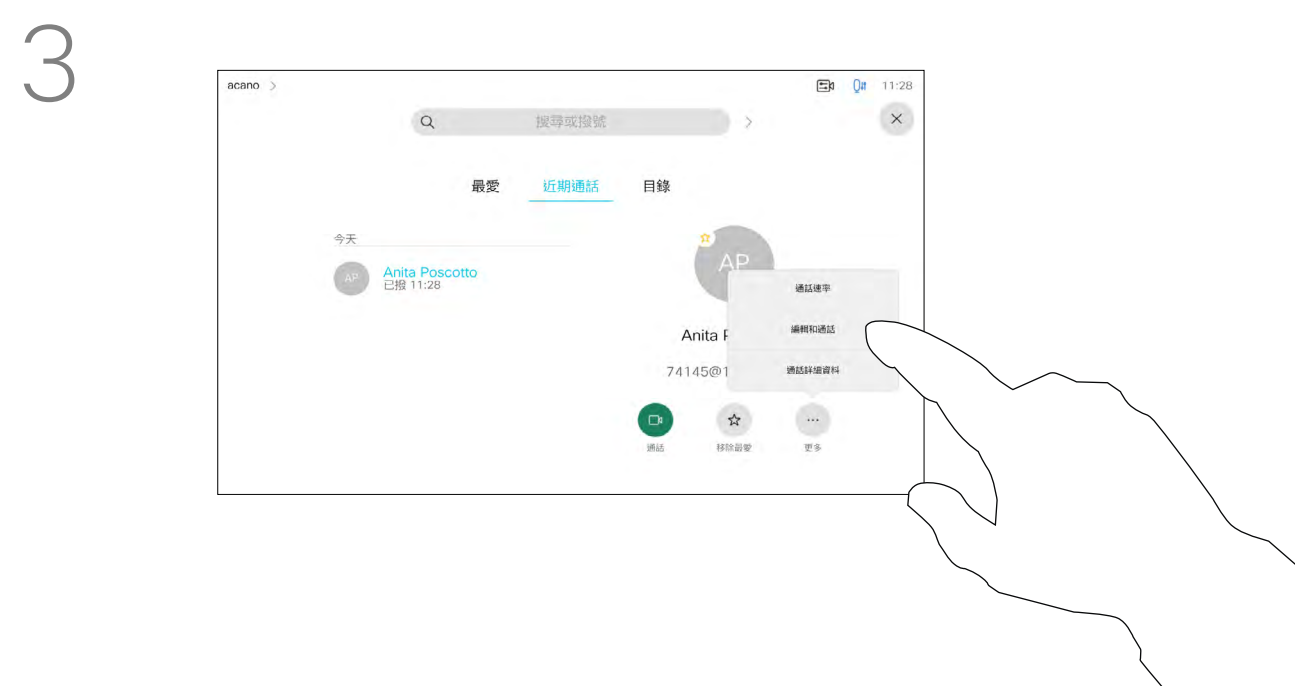 3
acano >
11:28
搜尋或撥號
最愛
近期通話
目錄
今天
AP
Anita Poscotto
已撥 11:28
AP
Anita P
74145@1
通話速率
編輯和通話
通話詳細資料
通話
移除最愛
更多